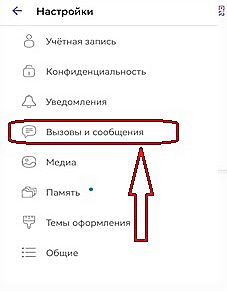 Настройки
Учётная запись
Конфиденциальность
Уведомления
Вызовы и сообщения
Медиа
Память
Темы оформления
Общие